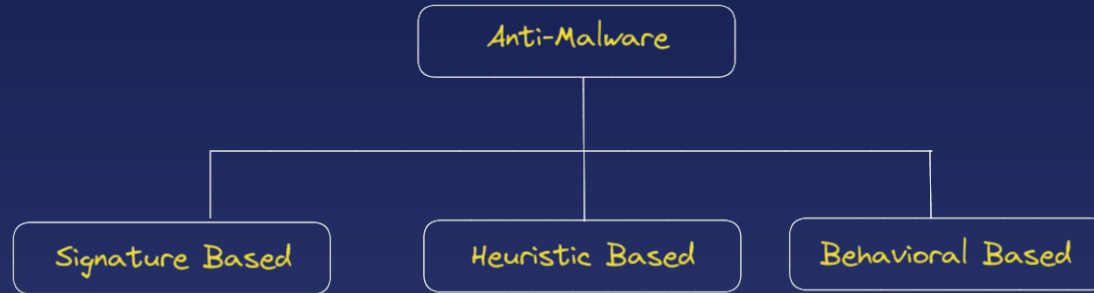 Anti-Malware
Signature Based
Heuristic Based
Behavioral Based